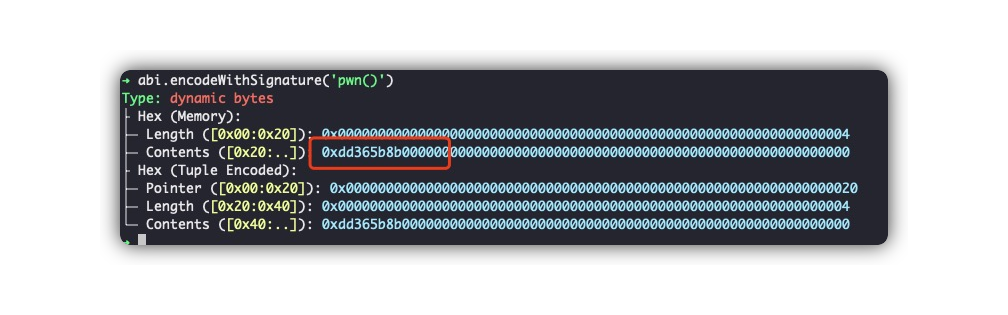 ➜ abi.encodeWithSignature('pwn()')
Type: dynamic bytes
├ Hex (Memory):
├─ Length ([0x00:0x20]): 0x0000000000000000000000000000000000000000000000000000000000000004
├─ Contents ([0x20:..]): 0xdd365b8b00000000000000000000000000000000000000000000000000000000
├ Hex (Tuple Encoded):
├─ Pointer ([0x00:0x20]): 0x0000000000000000000000000000000000000000000000000000000000000020
├─ Length ([0x20:0x40]): 0x0000000000000000000000000000000000000000000000000000000000000004
└─ Contents ([0x40:..]): 0xdd365b8b00000000000000000000000000000000000000000000000000000000
➜